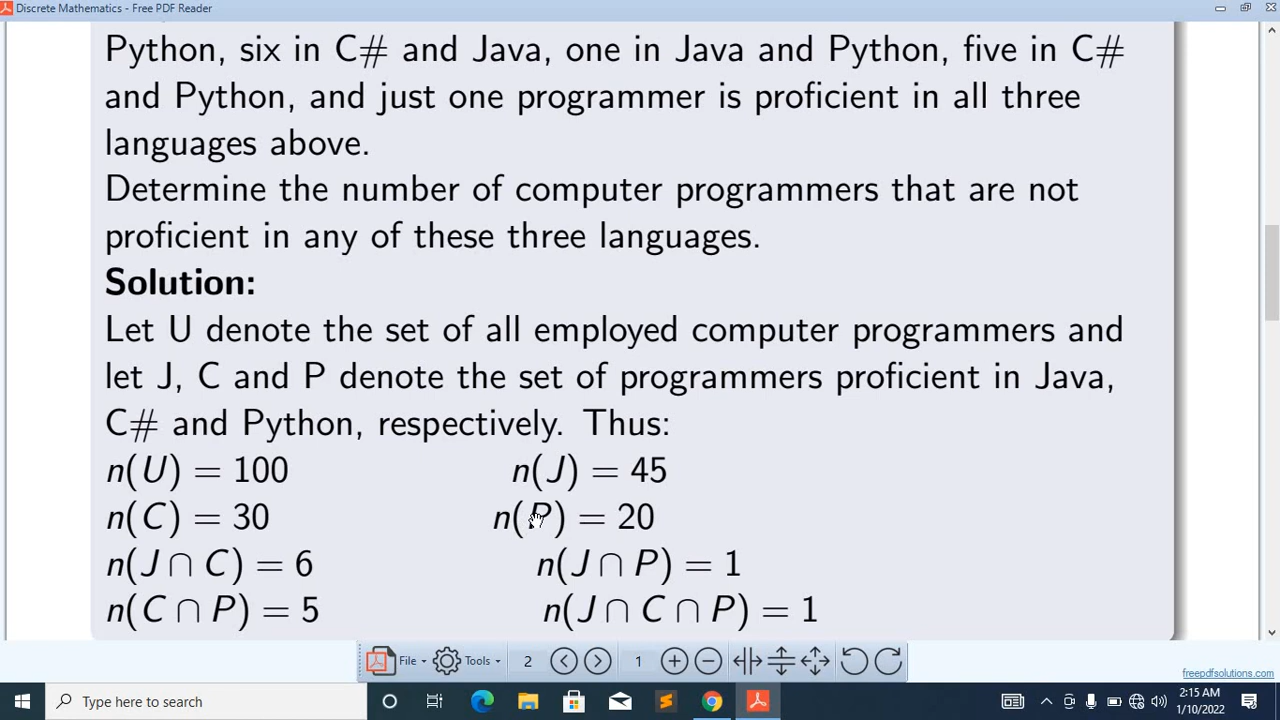 Discrete Mathematics - Free PDF Reader
Python, six in C# and Java, one in Java and Python, five in C#
and Python, and just one programmer is proficient in all three
languages above.
Determine the number of computer programmers that are not
proficient in any of these three languages.
Solution:
Let U denote the set of all employed computer programmers and
let J, C and P denote the set of programmers proficient in Java,
C# and Python, respectively. Thus:
n(U) = 100 n(J) = 45
n(C) = 30 n(P) = 20
n(J ∩ C) = 6 n(J ∩ P) = 1
n(C ∩ P) = 5 n(J ∩ C ∩ P) = 1
File Tools 2 1
freepdfsolutions.com
Type here to search
2:15 AM
1/10/2022